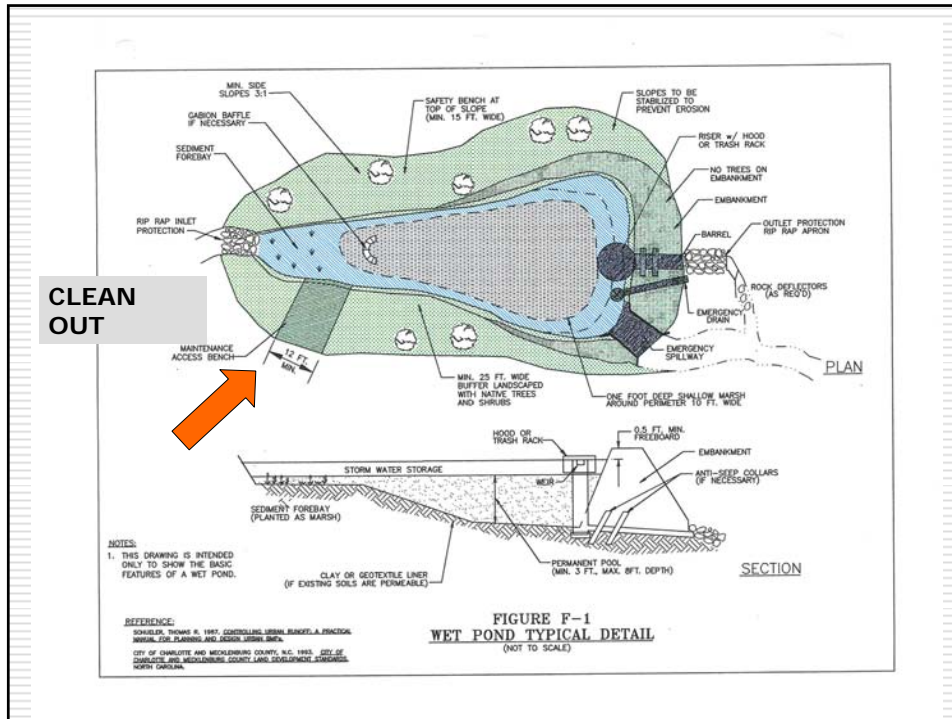 MIN. SIDE
SLOPES 3:1
GABION BAFFLE
IF NECESSARY
SEDIMENT
FOREBAY
RIP RAP INLET
PROTECTION
SAFETY BENCH AT
TOP OF SLOPE
(MIN. 15 FT. WIDE)
SLOPES TO BE
STABILIZED TO
PREVENT EROSION
RISER w/ HOOD
OR TRASH RACK
NO TREES ON
EMBANKMENT
EMBANKMENT
OUTLET PROTECTION
RIP RAP APRON
BARREL
ROCK DEFLECTORS
(AS REQ'D)
EMERGENCY
DRAIN
EMERGENCY
SPILLWAY
PLAN
CLEAN
OUT
MAINTENANCE
ACCESS BENCH
12 FT.
MIN.
MIN. 25 FT. WIDE
BUFFER LANDSCAPED
WITH NATIVE TREES
AND SHRUBS
ONE FOOT DEEP SHALLOW MARSH
AROUND PERIMETER 10 FT. WIDE
HOOD OR
TRASH RACK
0.5 FT. MIN.
FREEBOARD
EMBANKMENT
ANTI-SEEP COLLARS
(IF NECESSARY)
STORM WATER STORAGE
WEIR
SEDIMENT FOREBAY
(PLANTED AS MARSH)
CLAY OR GEOTEXTILE LINER
(IF EXISTING SOILS ARE PERMEABLE)
PERMANENT POOL
(MIN. 3 FT., MAX. 8FT. DEPTH)
SECTION
NOTES:
1. THIS DRAWING IS INTENDED
ONLY TO SHOW THE BASIC
FEATURES OF A WET POND.
REFERENCE:
SCHUELER, THOMAS R. 1987. CONTROLLING URBAN RUNOFF: A PRACTICAL
MANUAL FOR PLANNING AND DESIGN URBAN BMPs.
CITY OF CHARLOTTE AND MECKLENBURG COUNTY, N.C. 1993. CITY OF
CHARLOTTE AND MECKLENBURG COUNTY LAND DEVELOPMENT STANDARDS.
NORTH CAROLINA.
FIGURE F-1
WET POND TYPICAL DETAIL
(NOT TO SCALE)